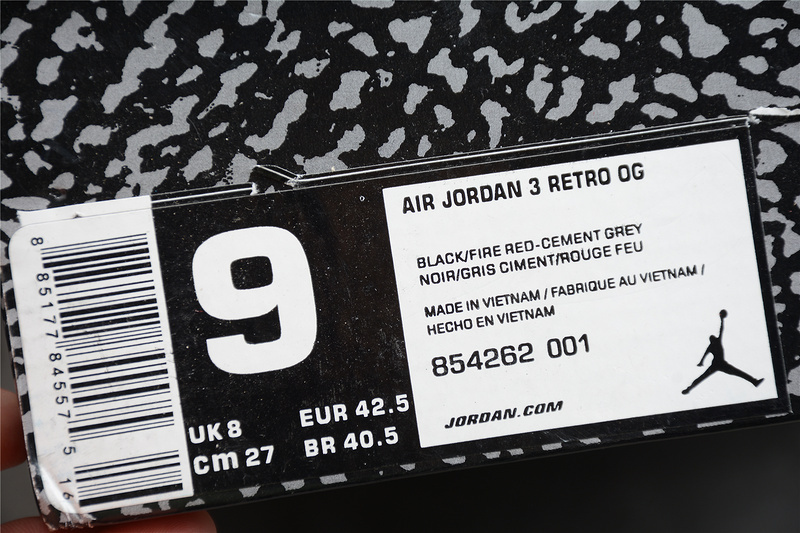 8 85177 84557 5 16
9
UK 8
cm 27
EUR 42.5
BR 40.5
AIR JORDAN 3 RETRO OG
BLACK/FIRE RED-CEMENT GREY
NOIR/GRIS CIMENT/ROUGE FEU
MADE IN VIETNAM / FABRIQUE AU VIETNAM /
HECHO EN VIETNAM
854262 001
JORDAN.COM